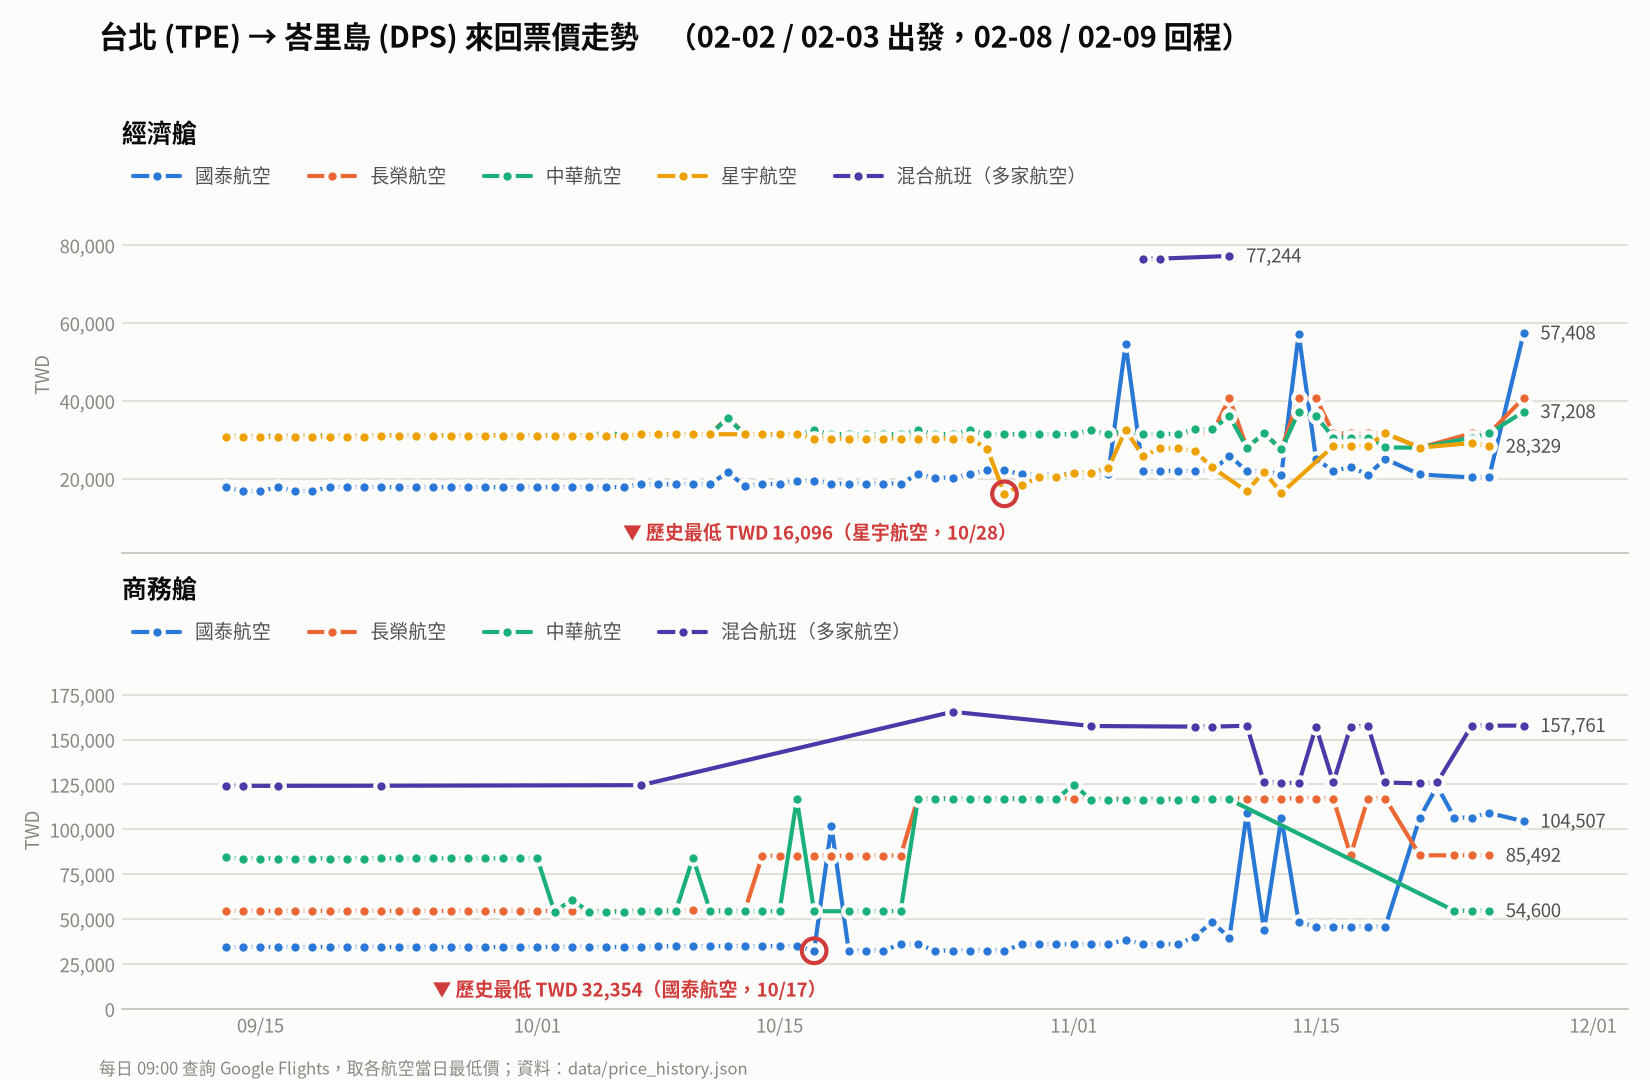 台北 (TPE) → 峇里島 (DPS) 來回票價走勢 （02-02 / 02-03 出發，02-08 / 02-09 回程）
經濟艙
國泰航空 長榮航空 中華航空 星宇航空 混合航班（多家航空）
80,000
77,244
60,000
57,408
TWD
40,000
37,208
28,329
20,000
▼ 歷史最低 TWD 16,096（星宇航空，10/28）
商務艙
國泰航空 長榮航空 中華航空 混合航班（多家航空）
175,000
157,761
150,000
125,000
TWD
100,000
104,507
85,492
75,000
54,600
50,000
25,000
▼ 歷史最低 TWD 32,354（國泰航空，10/17）
0
09/15 10/01 10/15 11/01 11/15 12/01
每日 09:00 查詢 Google Flights，取各航空當日最低價；資料：data/price_history.json